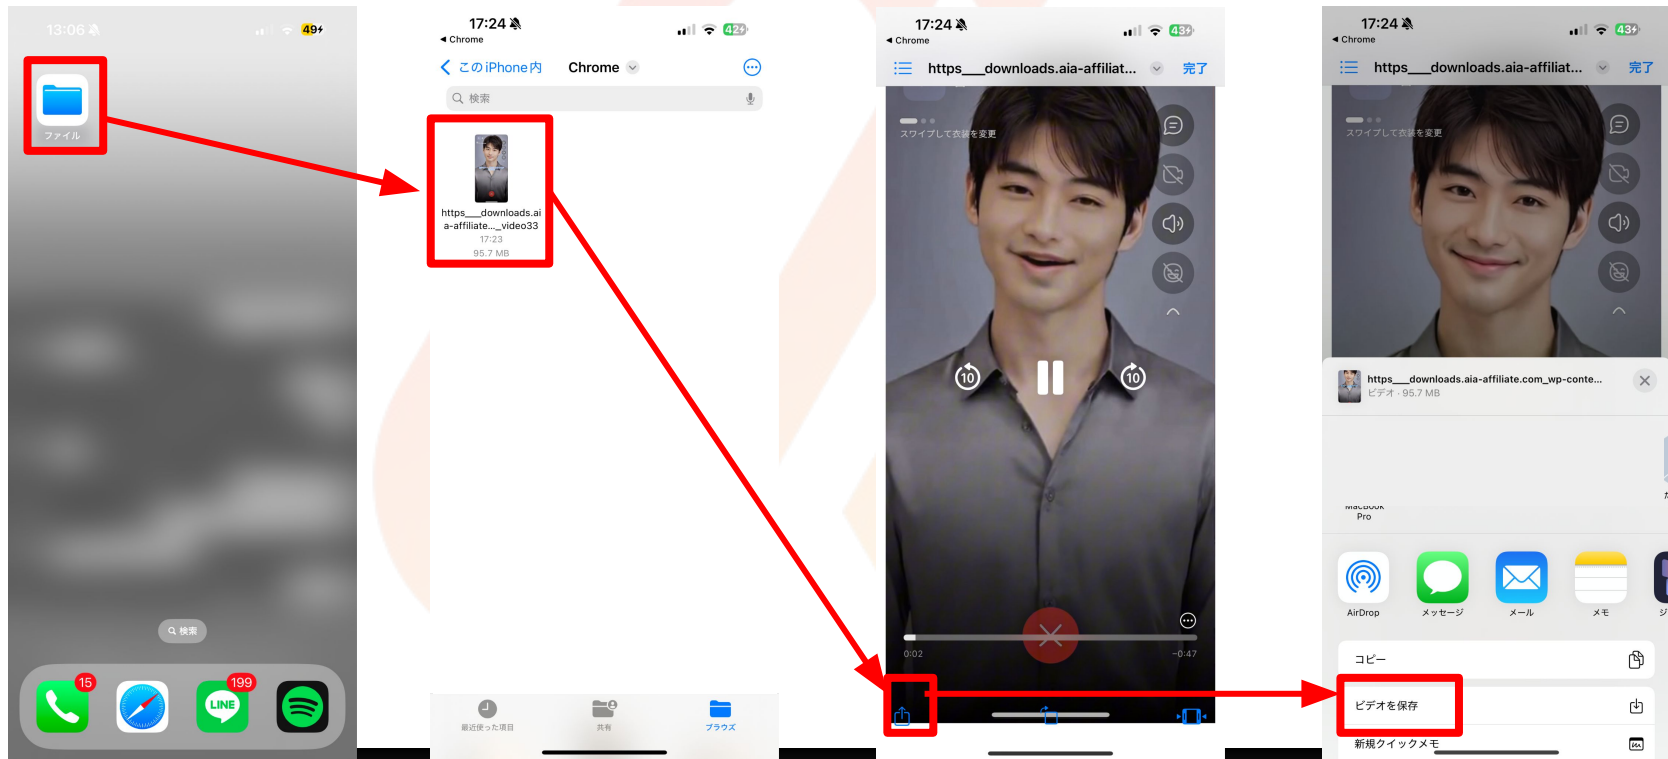 13:06
49
ファイル
検索
15
199
LINE
17:24
42
◀ Chrome
このiPhone内
Chrome
検索
https___downloads.ai
a-affiliate..._video33
17:23
95.7 MB
最近使った項目
共有
ブラウズ
17:24
43
◀ Chrome
https___downloads.aia-affiliat...
完了
スワイプして衣装を変更
10
10
0:02
-0:47
17:24
43
◀ Chrome
https___downloads.aia-affiliat...
完了
スワイプして衣装を変更
https___downloads.aia-affiliate.com_wp-conte...
ビデオ · 95.7 MB
MacBook
Pro
AirDrop
メッセージ
メール
メモ
コピー
ビデオを保存
新規クイックメモ